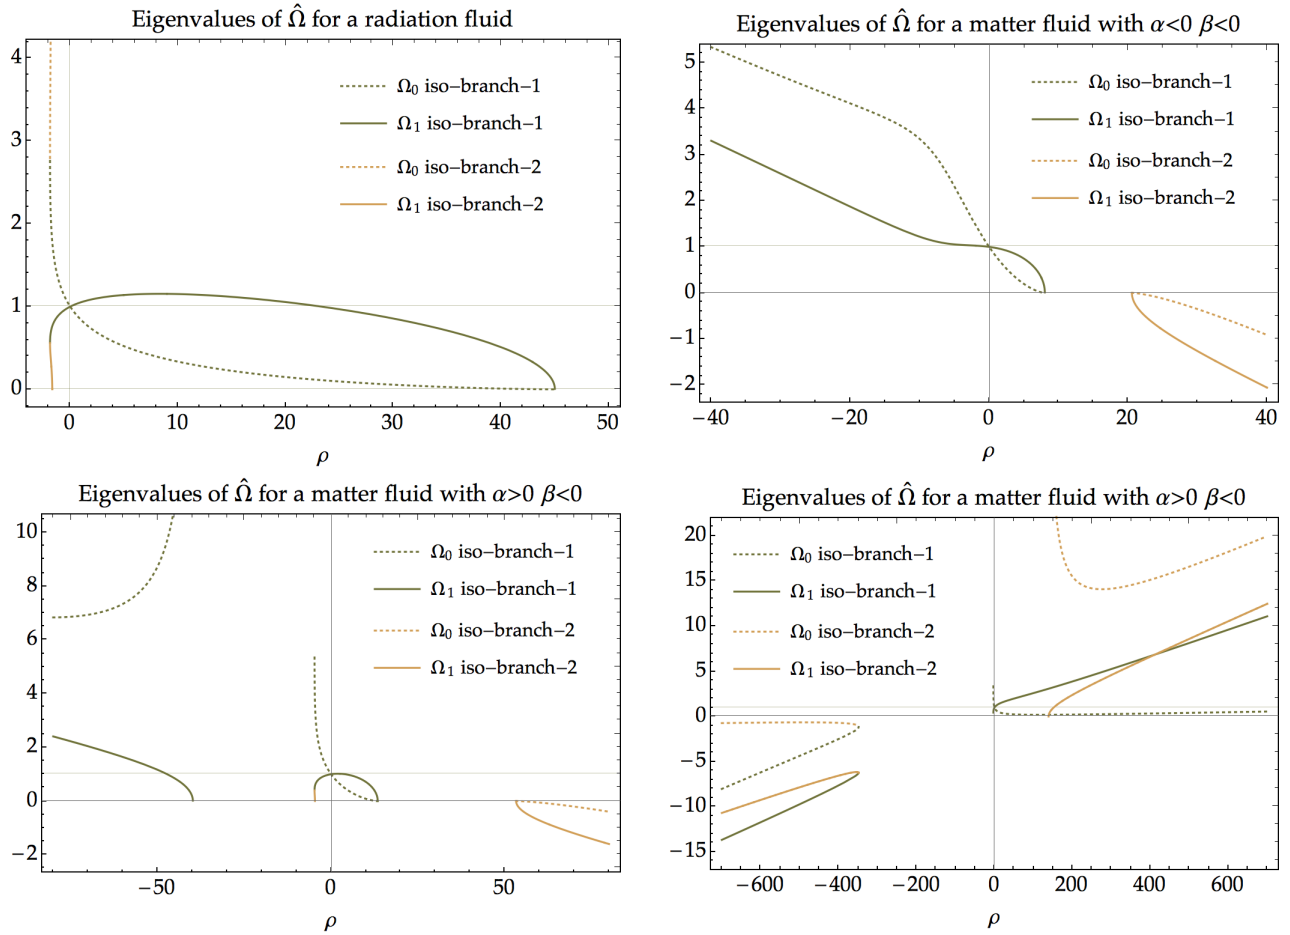 Eigenvalues of Ω̂ for a radiation fluid
4
3
2
1
0
Ω₀ iso−branch−1
Ω₁ iso−branch−1
Ω₀ iso−branch−2
Ω₁ iso−branch−2
0 10 20 30 40 50
ρ
Eigenvalues of Ω̂ for a matter fluid with α<0 β<0
5
4
3
2
1
0
−1
−2
Ω₀ iso−branch−1
Ω₁ iso−branch−1
Ω₀ iso−branch−2
Ω₁ iso−branch−2
−40 −20 0 20 40
ρ
Eigenvalues of Ω̂ for a matter fluid with α>0 β<0
10
8
6
4
2
0
−2
Ω₀ iso−branch−1
Ω₁ iso−branch−1
Ω₀ iso−branch−2
Ω₁ iso−branch−2
−50 0 50
ρ
Eigenvalues of Ω̂ for a matter fluid with α>0 β<0
20
15
10
5
0
−5
−10
−15
Ω₀ iso−branch−1
Ω₁ iso−branch−1
Ω₀ iso−branch−2
Ω₁ iso−branch−2
−600 −400 −200 0 200 400 600
ρ